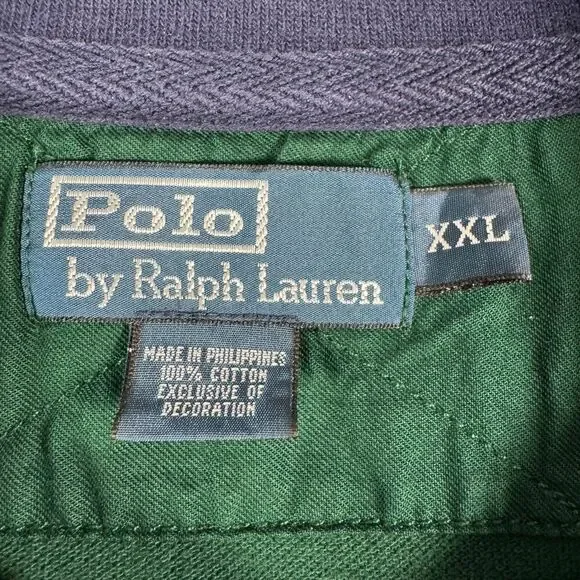 Polo
by Ralph Lauren
XXL
MADE IN PHILIPPINES
100% COTTON
EXCLUSIVE OF
DECORATION